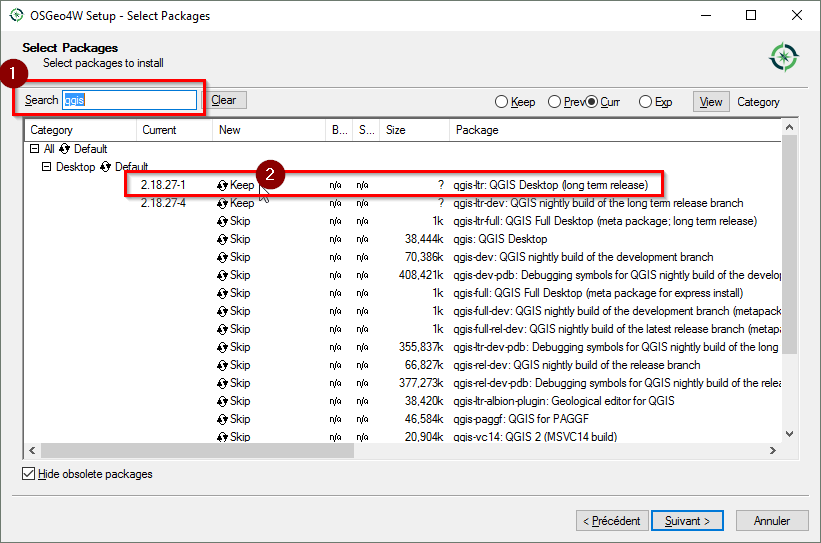 OSGeo4W Setup - Select Packages
Select Packages
Select packages to install
1
Search qgis Clear Keep Prev Curr Exp View Category
Category Current New B... S... Size Package
All Default
Desktop Default
2
2.18.27-1 Keep n/a n/a ? qgis-ltr: QGIS Desktop (long term release)
2.18.27-4 Keep n/a n/a ? qgis-ltr-dev: QGIS nightly build of the long term release branch
Skip n/a n/a 1k qgis-ltr-full: QGIS Full Desktop (meta package; long term release)
Skip n/a n/a 38,444k qgis: QGIS Desktop
Skip n/a n/a 70,386k qgis-dev: QGIS nightly build of the development branch
Skip n/a n/a 408,421k qgis-dev-pdb: Debugging symbols for QGIS nightly build of the develop
Skip n/a n/a 1k qgis-full: QGIS Full Desktop (meta package for express install)
Skip n/a n/a 1k qgis-full-dev: QGIS nightly build of the development branch (metapack
Skip n/a n/a 1k qgis-full-rel-dev: QGIS nightly build of the latest release branch (metapa
Skip n/a n/a 355,837k qgis-ltr-dev-pdb: Debugging symbols for QGIS nightly build of the long
Skip n/a n/a 66,827k qgis-rel-dev: QGIS nightly build of the release branch
Skip n/a n/a 377,273k qgis-rel-dev-pdb: Debugging symbols for QGIS nightly build of the relea
Skip n/a n/a 38,420k qgis-ltr-albion-plugin: Geological editor for QGIS
Skip n/a n/a 46,584k qgis-paggf: QGIS for PAGGF
Skip n/a n/a 20,904k qgis-vc14: QGIS 2 (MSVC14 build)
Hide obsolete packages
< Précédent Suivant > Annuler